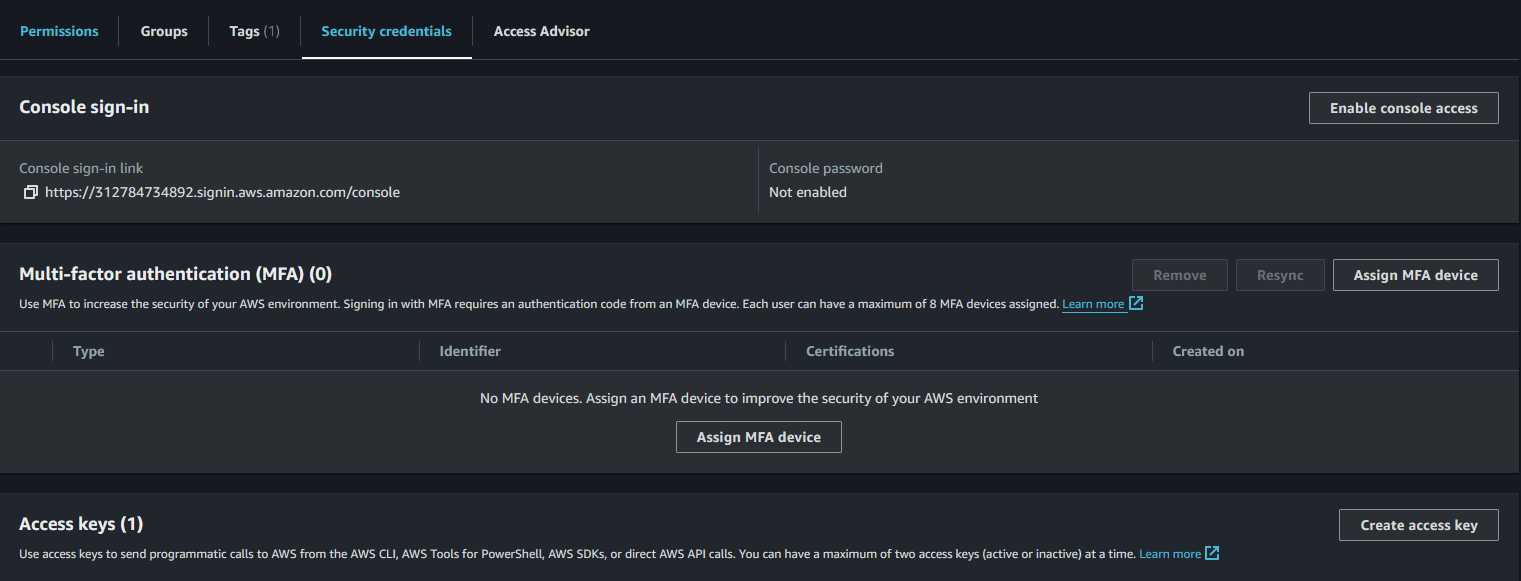 Permissions Groups Tags (1) Security credentials Access Advisor
Console sign-in Enable console access
Console sign-in link Console password
https://312784734892.signin.aws.amazon.com/console Not enabled
Multi-factor authentication (MFA) (0) Remove Resync Assign MFA device
Use MFA to increase the security of your AWS environment. Signing in with MFA requires an authentication code from an MFA device. Each user can have a maximum of 8 MFA devices assigned. Learn more
Type Identifier Certifications Created on
No MFA devices. Assign an MFA device to improve the security of your AWS environment
Assign MFA device
Access keys (1) Create access key
Use access keys to send programmatic calls to AWS from the AWS CLI, AWS Tools for PowerShell, AWS SDKs, or direct AWS API calls. You can have a maximum of two access keys (active or inactive) at a time. Learn more